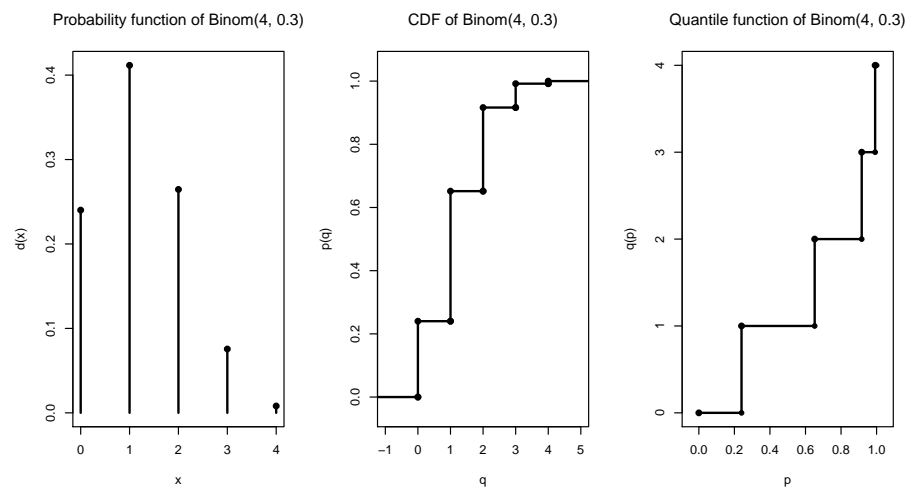 Probability function of Binom(4, 0.3)
d(x)
0.4
0.3
0.2
0.1
0.0
0 1 2 3 4
x
CDF of Binom(4, 0.3)
p(q)
1.0
0.8
0.6
0.4
0.2
0.0
−1 0 1 2 3 4 5
q
Quantile function of Binom(4, 0.3)
q(p)
4
3
2
1
0
0.0 0.2 0.4 0.6 0.8 1.0
p